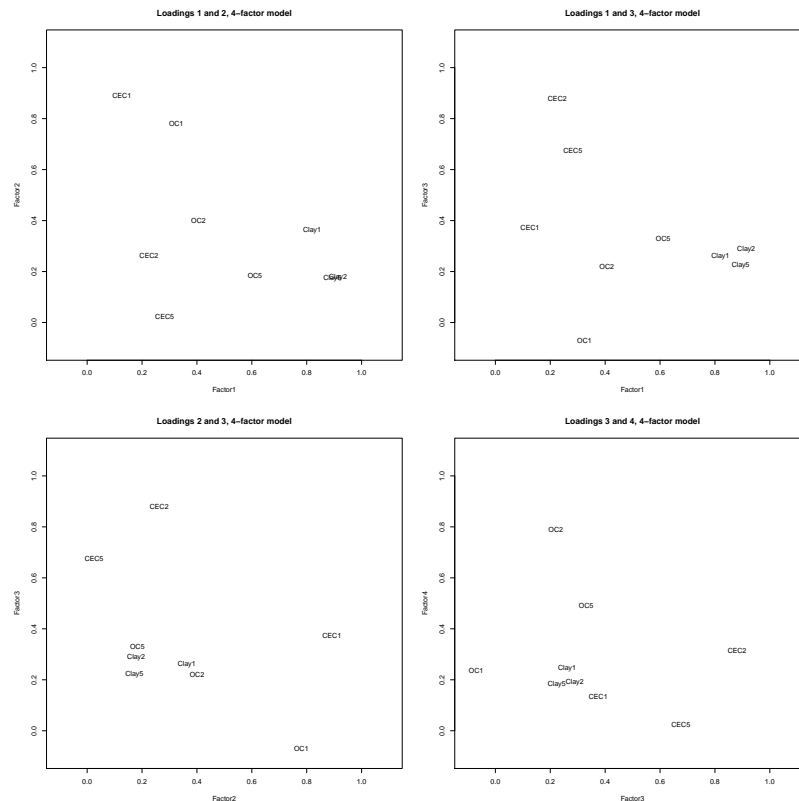 Loadings 1 and 2, 4−factor model
1.0
0.8
0.6
0.4
0.2
0.0
Factor2
CEC1
OC1
OC2
Clay1
CEC2
OC5
Clay5
Clay2
CEC5
0.0 0.2 0.4 0.6 0.8 1.0
Factor1
Loadings 1 and 3, 4−factor model
1.0
0.8
0.6
0.4
0.2
0.0
Factor3
CEC2
CEC5
CEC1
OC5
Clay2
Clay1
Clay5
OC2
OC1
0.0 0.2 0.4 0.6 0.8 1.0
Factor1
Loadings 2 and 3, 4−factor model
1.0
0.8
0.6
0.4
0.2
0.0
Factor3
CEC2
CEC5
CEC1
OC5
Clay2
Clay1
Clay5
OC2
OC1
0.0 0.2 0.4 0.6 0.8 1.0
Factor2
Loadings 3 and 4, 4−factor model
1.0
0.8
0.6
0.4
0.2
0.0
Factor4
OC2
OC5
CEC2
Clay1
OC1
Clay2
Clay5
CEC1
CEC5
0.0 0.2 0.4 0.6 0.8 1.0
Factor3